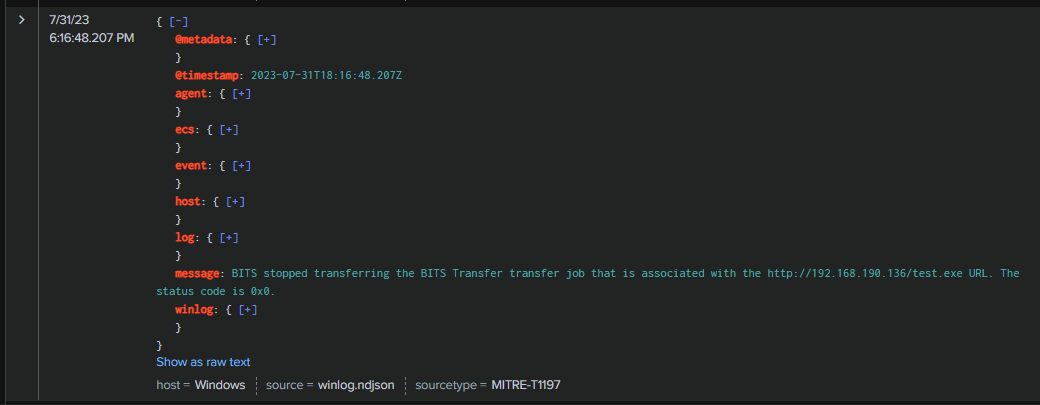 > 7/31/23 { [-]
6:16:48.207 PM @metadata: { [+]
}
@timestamp: 2023-07-31T18:16:48.207Z
agent: { [+]
}
ecs: { [+]
}
event: { [+]
}
host: { [+]
}
log: { [+]
}
message: BITS stopped transferring the BITS Transfer transfer job that is associated with the http://192.168.190.136/test.exe URL. The
status code is 0x0.
winlog: { [+]
}
}
Show as raw text
host = Windows source = winlog.ndjson sourcetype = MITRE-T1197